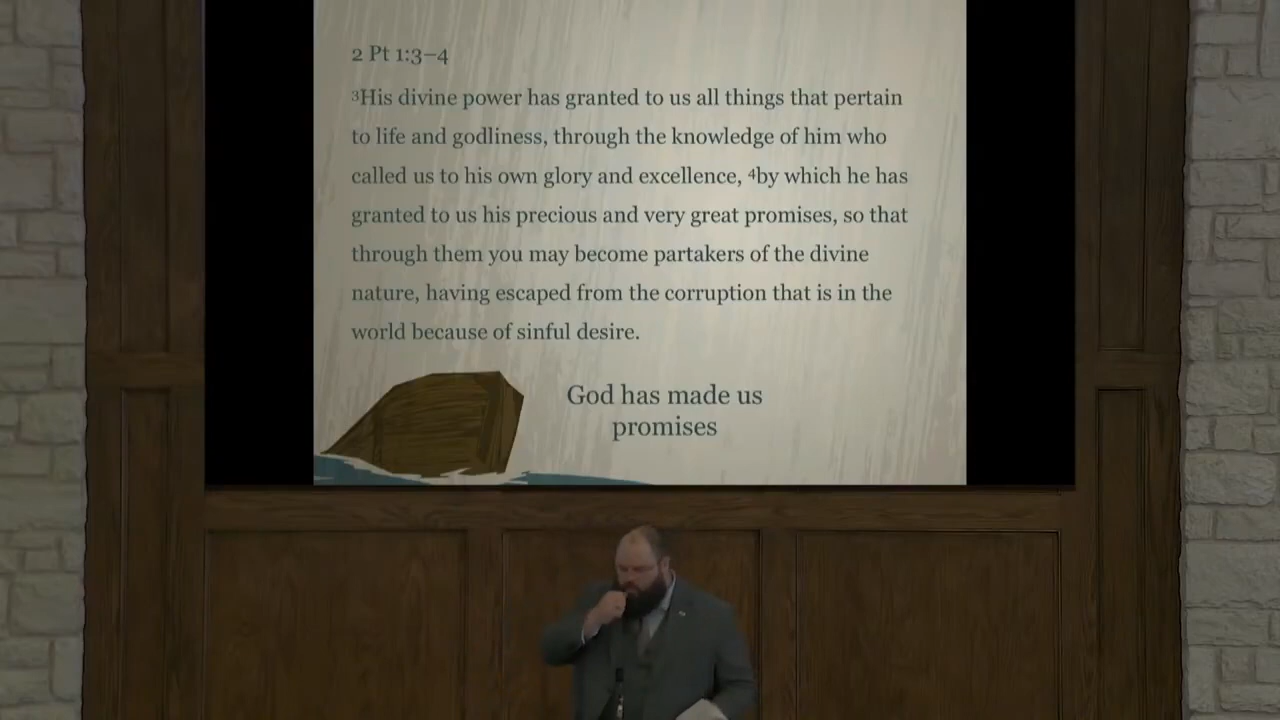 2 Pt 1:3–4
³His divine power has granted to us all things that pertain
to life and godliness, through the knowledge of him who
called us to his own glory and excellence, ⁴by which he has
granted to us his precious and very great promises, so that
through them you may become partakers of the divine
nature, having escaped from the corruption that is in the
world because of sinful desire.
God has made us
promises